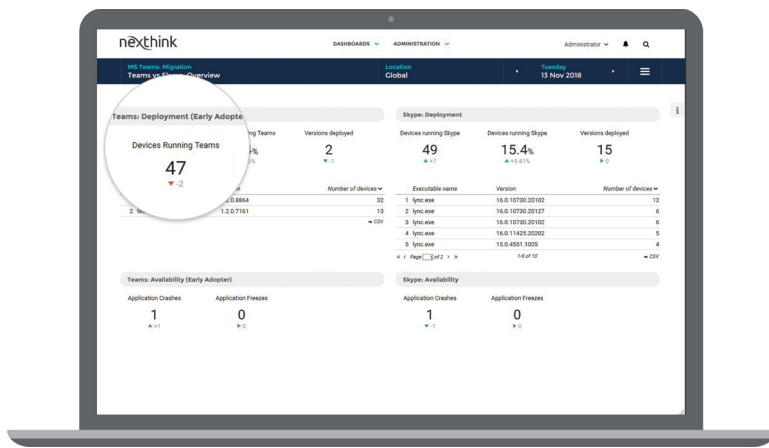 nexthink
DASHBOARDS ADMINISTRATION Administrator
MS Teams: Migration Location Tuesday
Teams vs Overview Global 13 Nov 2018
Teams: Deployment (Early Adopte
Devices Running Teams
47
-2
ng Teams Versions deployed
% 2
-1
Number of devices
1.2.0.8864 32
2 1.2.0.7161 13
CSV
Skype: Deployment
Devices running Skype Devices running Skype Versions deployed
49 15.4% 15
+7 +9.41% 0
Executable name Version Number of devices
1 lync.exe 16.0.10730.20102 12
2 lync.exe 16.0.10730.20127 6
3 lync.exe 16.0.10730.20102 6
4 lync.exe 16.0.11425.20202 5
5 lync.exe 15.0.4551.1005 4
« ‹ Page 1 of 2 › » 1-5 of 10 CSV
Teams: Availability (Early Adopter)
Application Crashes Application Freezes
1 0
+1 0
Skype: Availability
Application Crashes Application Freezes
1 0
-1 0
i